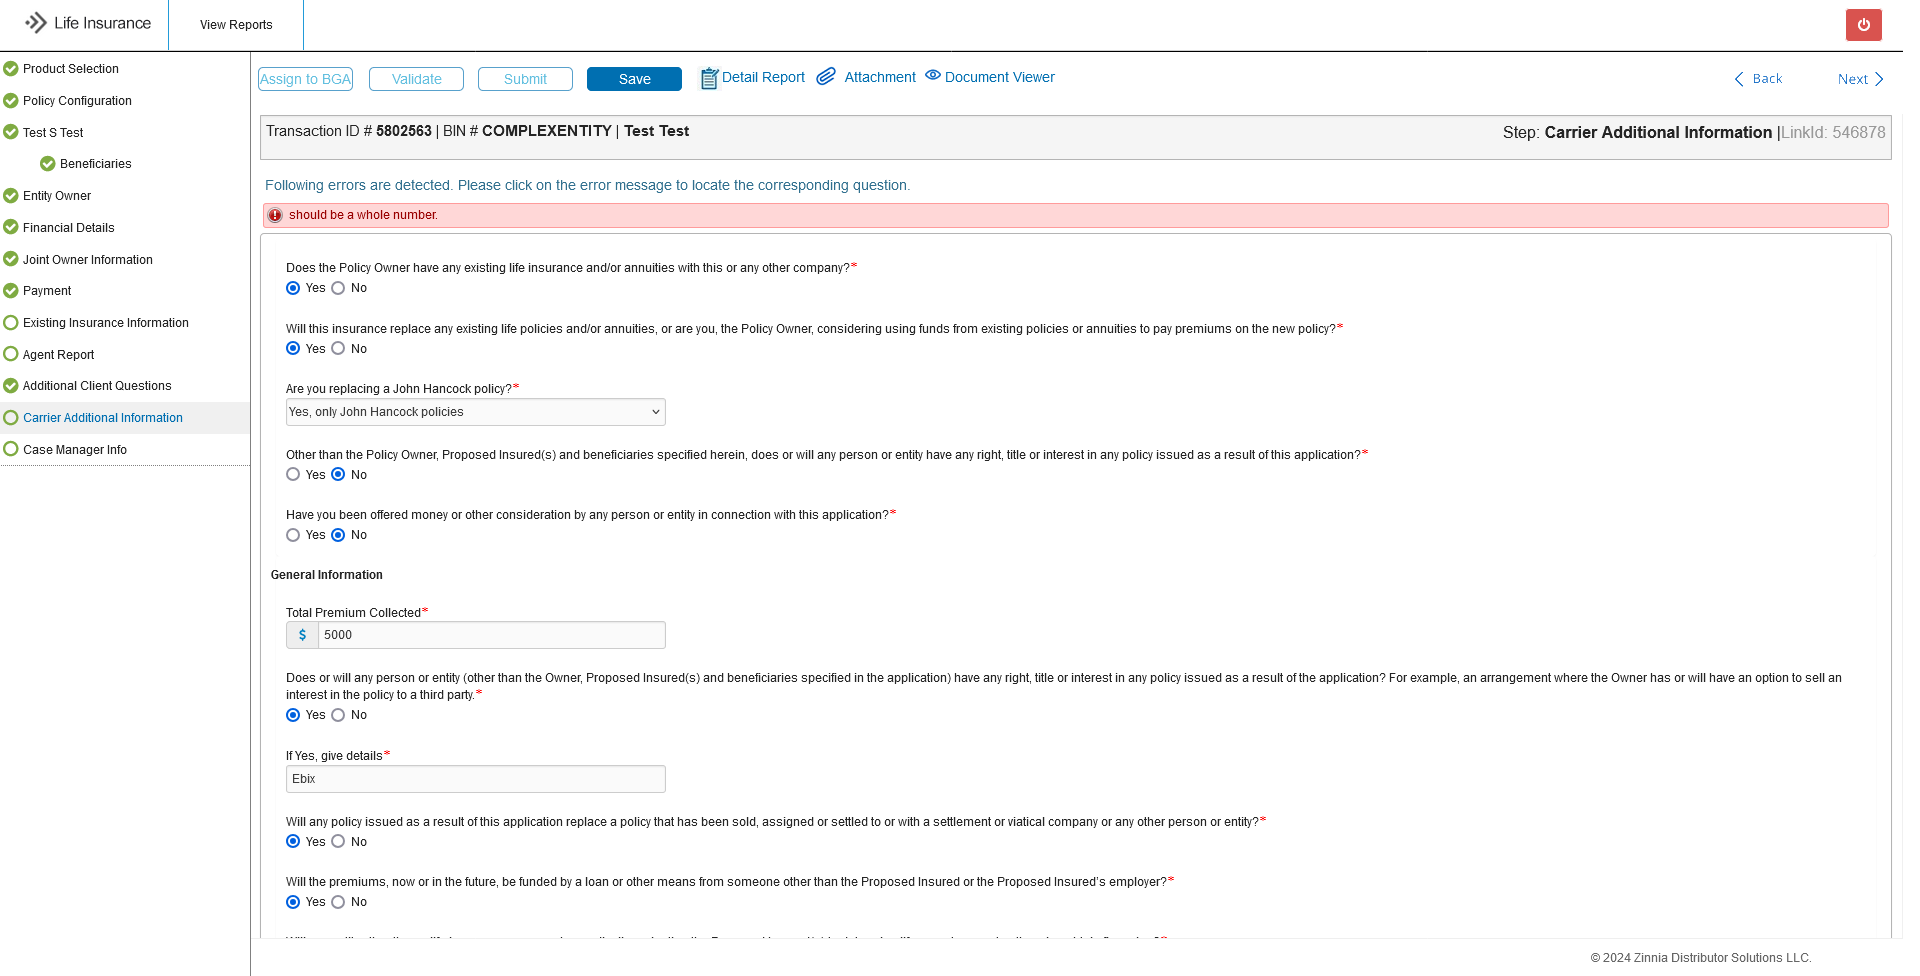 Life Insurance
View Reports
Product Selection
Policy Configuration
Test S Test
Beneficiaries
Entity Owner
Financial Details
Joint Owner Information
Payment
Existing Insurance Information
Agent Report
Additional Client Questions
Carrier Additional Information
Case Manager Info
Assign to BGA
Validate
Submit
Save
Detail Report
Attachment
Document Viewer
Back
Next
Transaction ID # 5802563 | BIN # COMPLEXENTITY | Test Test
Step: Carrier Additional Information |LinkId: 546878
Following errors are detected. Please click on the error message to locate the corresponding question.
should be a whole number.
Does the Policy Owner have any existing life insurance and/or annuities with this or any other company?*
Yes No
Will this insurance replace any existing life policies and/or annuities, or are you, the Policy Owner, considering using funds from existing policies or annuities to pay premiums on the new policy?*
Yes No
Are you replacing a John Hancock policy?*
Yes, only John Hancock policies
Other than the Policy Owner, Proposed Insured(s) and beneficiaries specified herein, does or will any person or entity have any right, title or interest in any policy issued as a result of this application?*
Yes No
Have you been offered money or other consideration by any person or entity in connection with this application?*
Yes No
General Information
Total Premium Collected*
$ 5000
Does or will any person or entity (other than the Owner, Proposed Insured(s) and beneficiaries specified in the application) have any right, title or interest in any policy issued as a result of the application? For example, an arrangement where the Owner has or will have an option to sell an
interest in the policy to a third party.*
Yes No
If Yes, give details*
Ebix
Will any policy issued as a result of this application replace a policy that has been sold, assigned or settled to or with a settlement or viatical company or any other person or entity?*
Yes No
Will the premiums, now or in the future, be funded by a loan or other means from someone other than the Proposed Insured or the Proposed Insured's employer?*
Yes No
© 2024 Zinnia Distributor Solutions LLC.